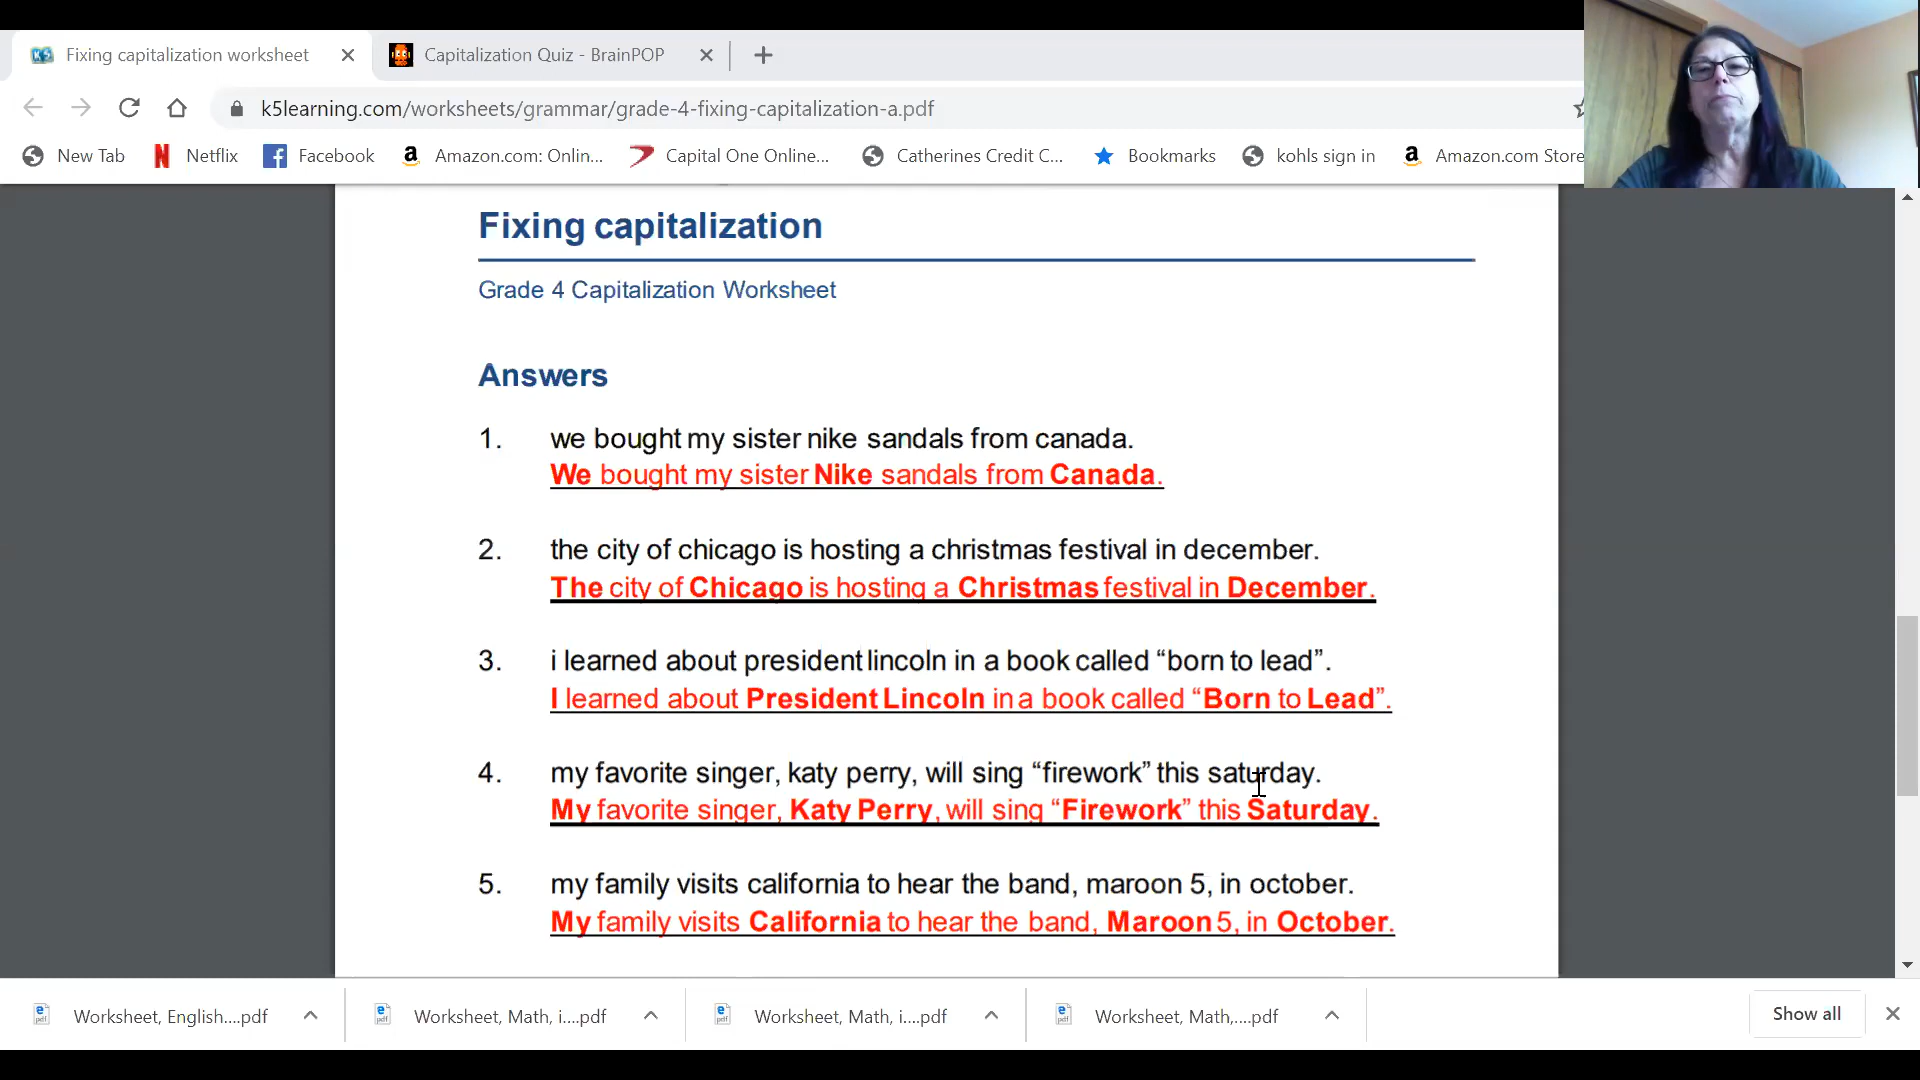 Fixing capitalization worksheet
Capitalization Quiz - BrainPOP
k5learning.com/worksheets/grammar/grade-4-fixing-capitalization-a.pdf
New Tab Netflix Facebook Amazon.com: Onlin... Capital One Online... Catherines Credit C... Bookmarks kohls sign in Amazon.com Store
Fixing capitalization
Grade 4 Capitalization Worksheet
Answers
1. we bought my sister nike sandals from canada.
We bought my sister Nike sandals from Canada.
2. the city of chicago is hosting a christmas festival in december.
The city of Chicago is hosting a Christmas festival in December.
3. i learned about president lincoln in a book called “born to lead”.
I learned about President Lincoln in a book called “Born to Lead”.
4. my favorite singer, katy perry, will sing “firework” this saturday.
My favorite singer, Katy Perry, will sing “Firework” this Saturday.
5. my family visits california to hear the band, maroon 5, in october.
My family visits California to hear the band, Maroon 5, in October.
Worksheet, English....pdf Worksheet, Math, i....pdf Worksheet, Math, i....pdf Worksheet, Math,....pdf Show all